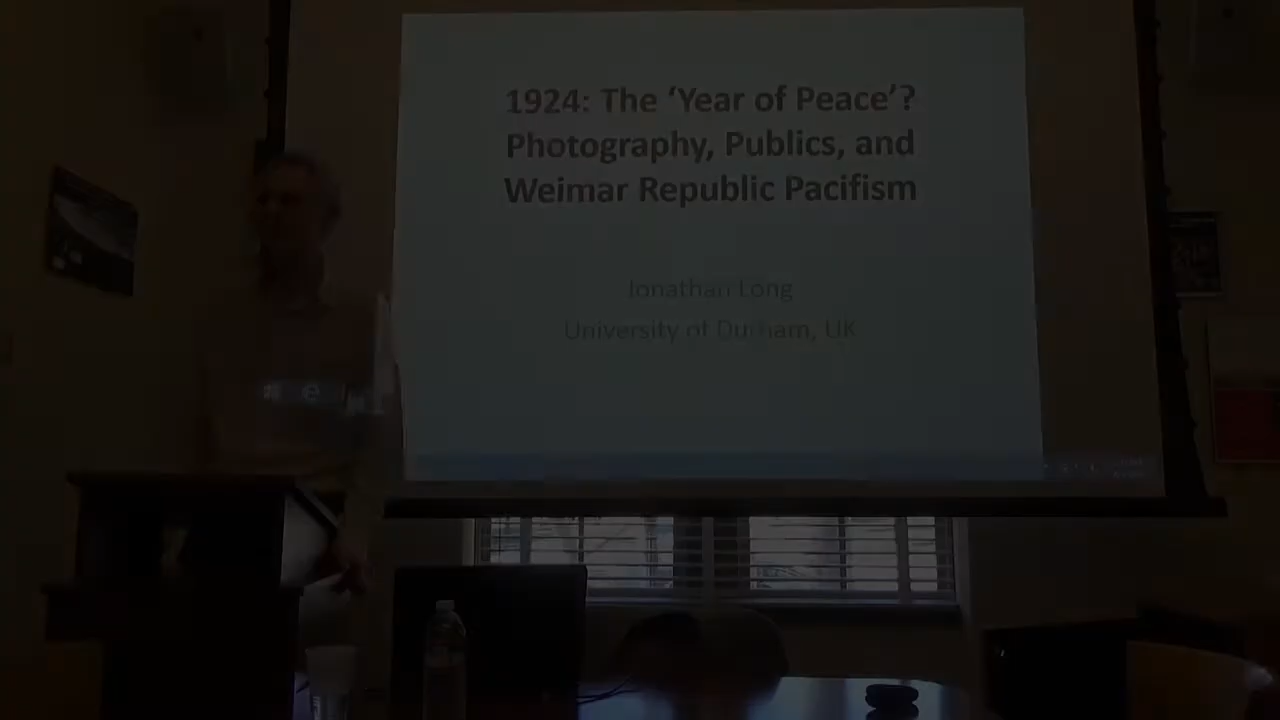 1924: The ‘Year of Peace’?
Photography, Publics, and
Weimar Republic Pacifism
Jonathan Long
University of Durham, UK